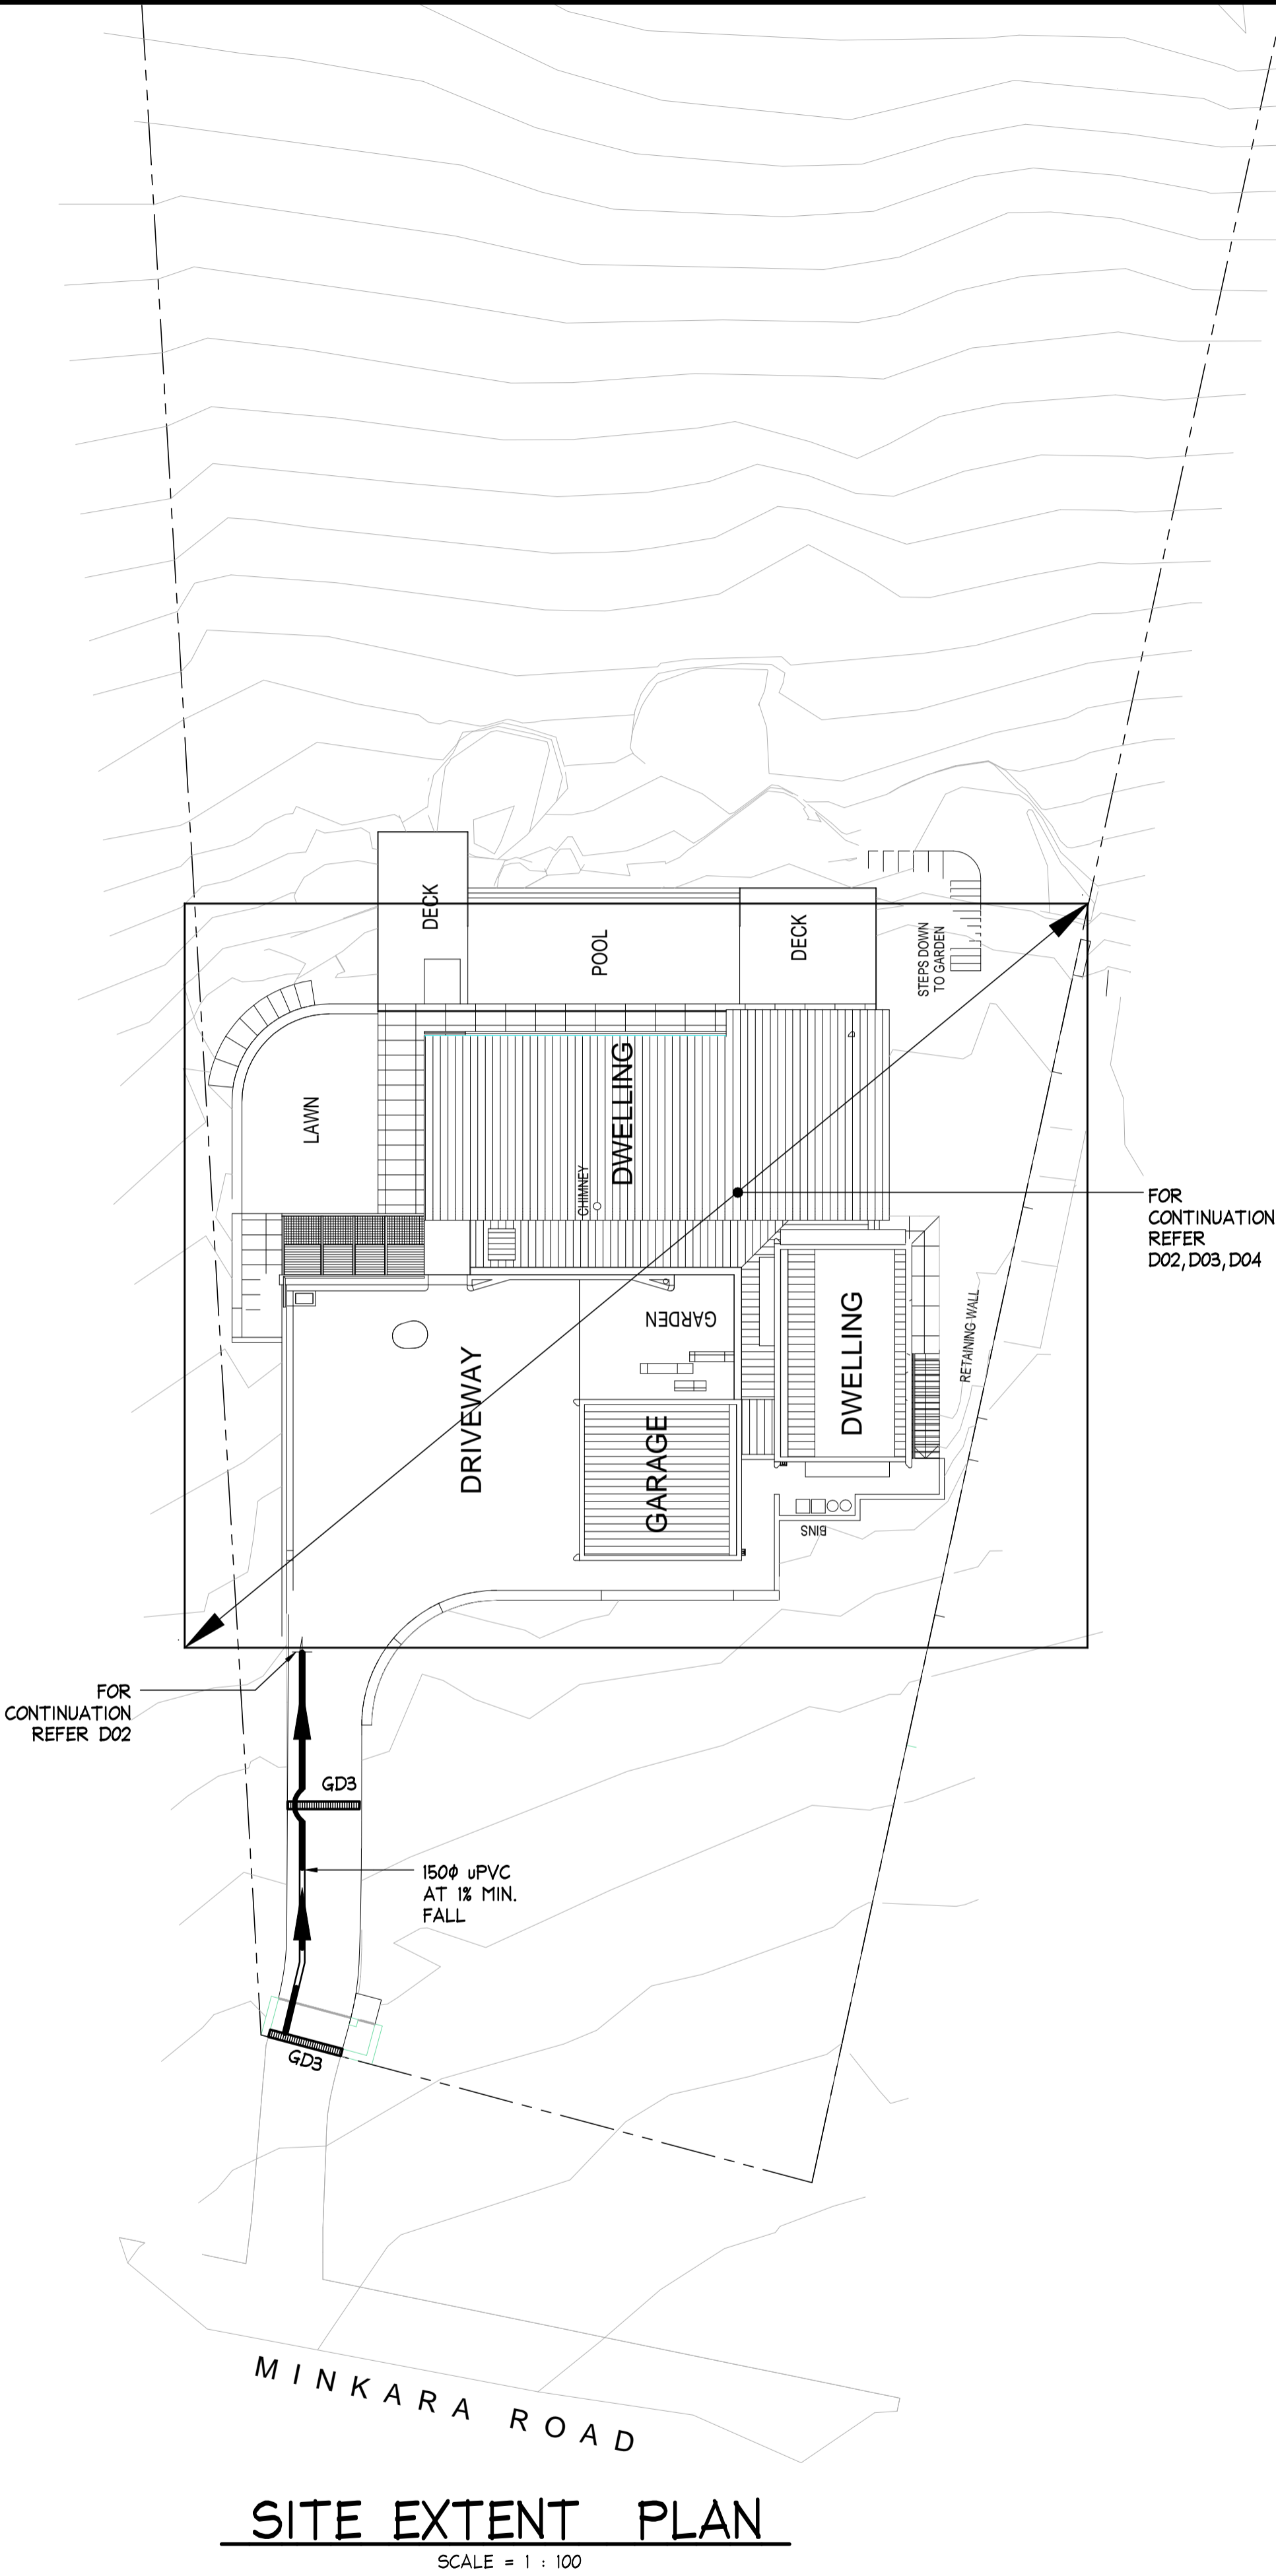 DECK
POOL
DECK
STEPS DOWN
TO GARDEN
LAWN
DWELLING
CHIMNEY
FOR
CONTINUATION
REFER
D02, D03, D04
GARDEN
DWELLING
RETAINING WALL
DRIVEWAY
GARAGE
BINS
FOR
CONTINUATION
REFER D02
GD3
150ϕ uPVC
AT 1% MIN.
FALL
GD3
MINKARA ROAD
SITE EXTENT PLAN
SCALE = 1 : 100